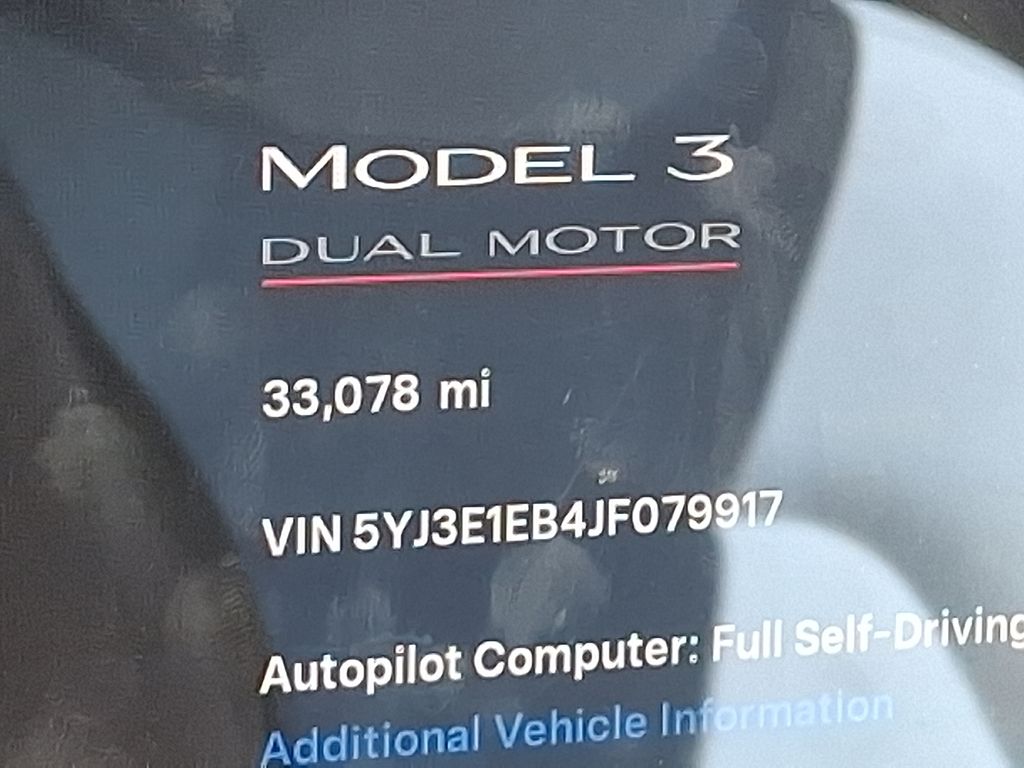 MODEL 3
DUAL MOTOR
33,078 mi
VIN 5YJ3E1EB4JF079917
Autopilot Computer: Full Self-Driving
Additional Vehicle Information